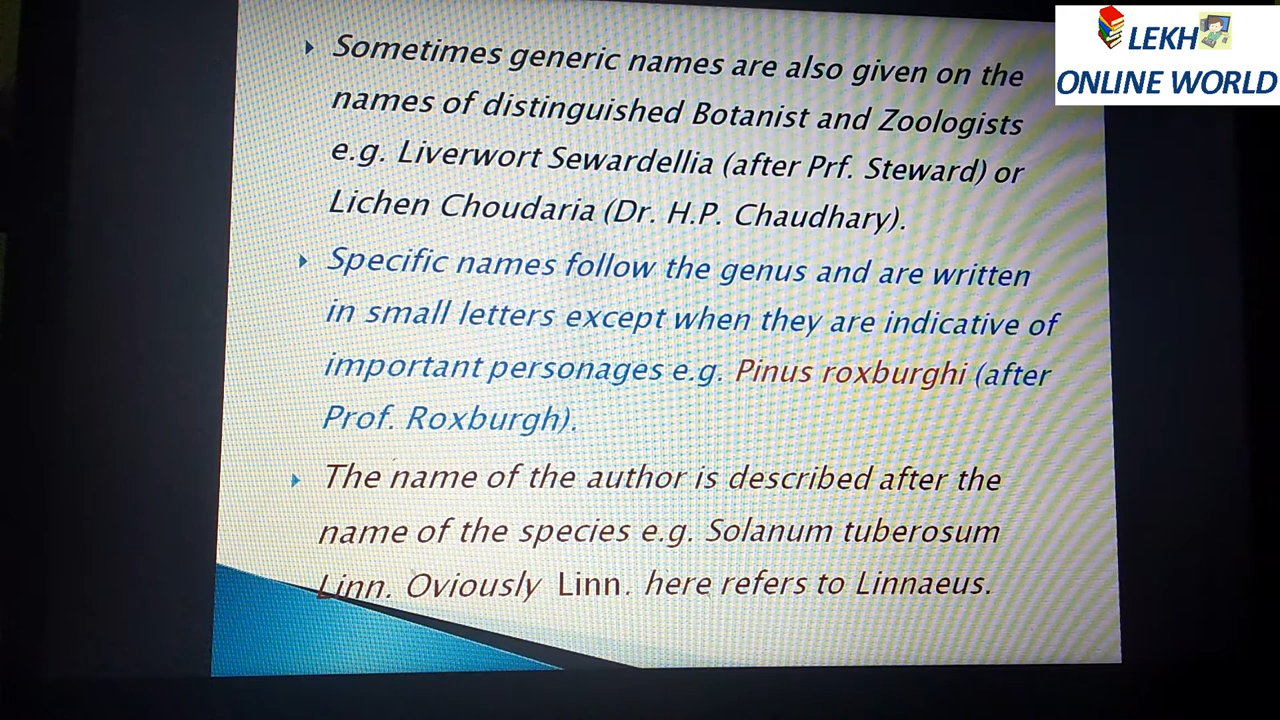 LEKH
ONLINE WORLD
Sometimes generic names are also given on the
names of distinguished Botanist and Zoologists
e.g. Liverwort Sewardellia (after Prf. Steward) or
Lichen Choudaria (Dr. H.P. Chaudhary).
Specific names follow the genus and are written
in small letters except when they are indicative of
important personages e.g. Pinus roxburghi (after
Prof. Roxburgh).
The name of the author is described after the
name of the species e.g. Solanum tuberosum
Linn. Oviously Linn. here refers to Linnaeus.